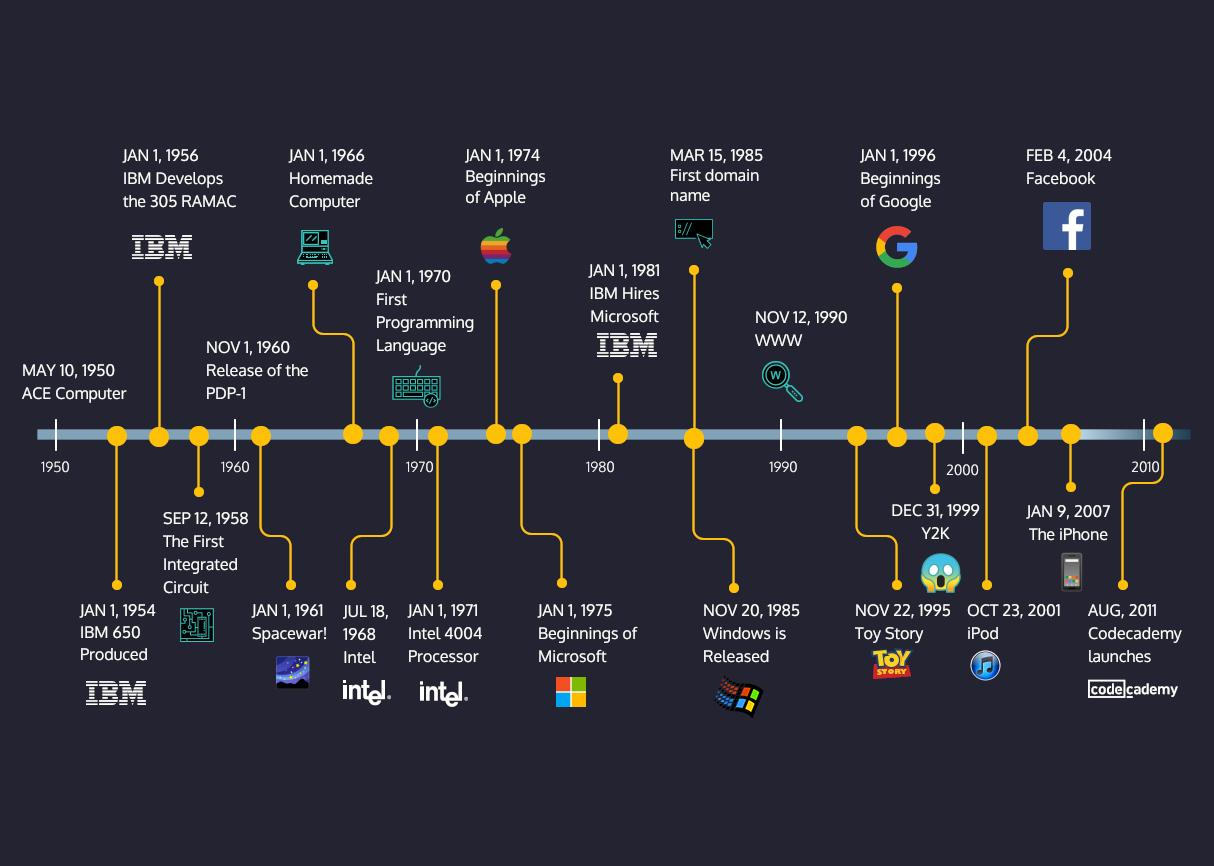 JAN 1, 1956
IBM Develops
the 305 RAMAC
IBM
JAN 1, 1966
Homemade
Computer
JAN 1, 1974
Beginnings
of Apple
MAR 15, 1985
First domain
name
://
JAN 1, 1996
Beginnings
of Google
G
FEB 4, 2004
Facebook
f
JAN 1, 1970
First
Programming
Language
</>
JAN 1, 1981
IBM Hires
Microsoft
IBM
NOV 12, 1990
WWW
W
NOV 1, 1960
Release of the
PDP-1
MAY 10, 1950
ACE Computer
1950
1960
1970
1980
1990
2000
2010
SEP 12, 1958
The First
Integrated
Circuit
DEC 31, 1999
Y2K
JAN 9, 2007
The iPhone
JAN 1, 1954
IBM 650
Produced
IBM
JAN 1, 1961
Spacewar!
JUL 18,
1968
Intel
intel®
JAN 1, 1971
Intel 4004
Processor
intel®
JAN 1, 1975
Beginnings of
Microsoft
NOV 20, 1985
Windows is
Released
NOV 22, 1995
Toy Story
TOY
STORY
OCT 23, 2001
iPod
AUG, 2011
Codecademy
launches
codecademy